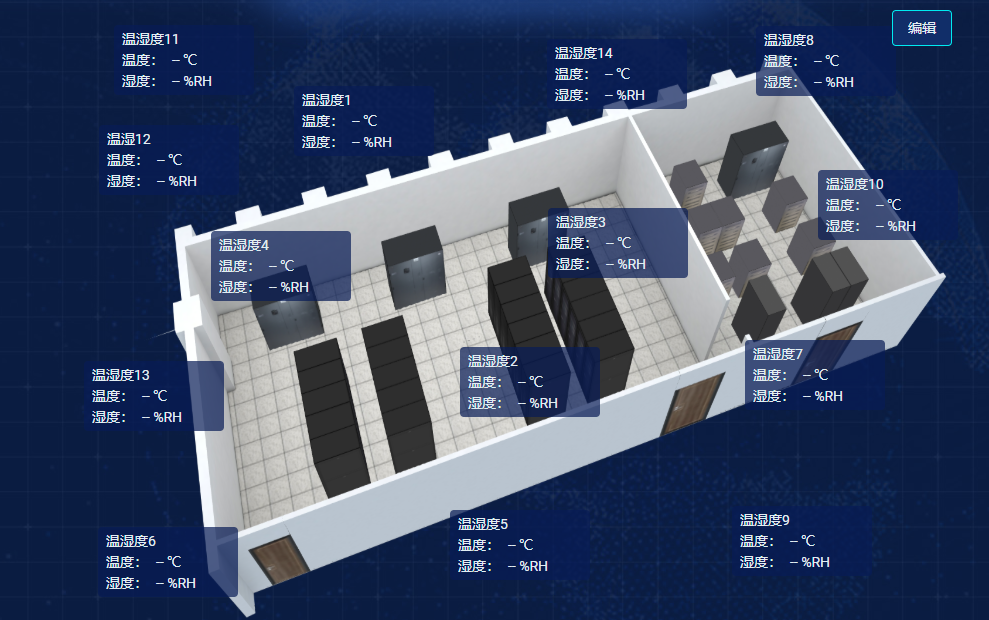 编辑
温湿度11
温度： -- ℃
湿度： -- %RH
温湿度14
温度： -- ℃
湿度： -- %RH
温湿度8
温度： -- ℃
湿度： -- %RH
温湿度1
温度： -- ℃
湿度： -- %RH
温湿12
温度： -- ℃
湿度： -- %RH
温湿度10
温度： -- ℃
湿度： -- %RH
温湿度3
温度： -- ℃
湿度： -- %RH
温湿度4
温度： -- ℃
湿度： -- %RH
温湿度7
温度： -- ℃
湿度： -- %RH
温湿度2
温度： -- ℃
湿度： -- %RH
温湿度13
温度： -- ℃
湿度： -- %RH
温湿度5
温度： -- ℃
湿度： -- %RH
温湿度9
温度： -- ℃
湿度： -- %RH
温湿度6
温度： -- ℃
湿度： -- %RH